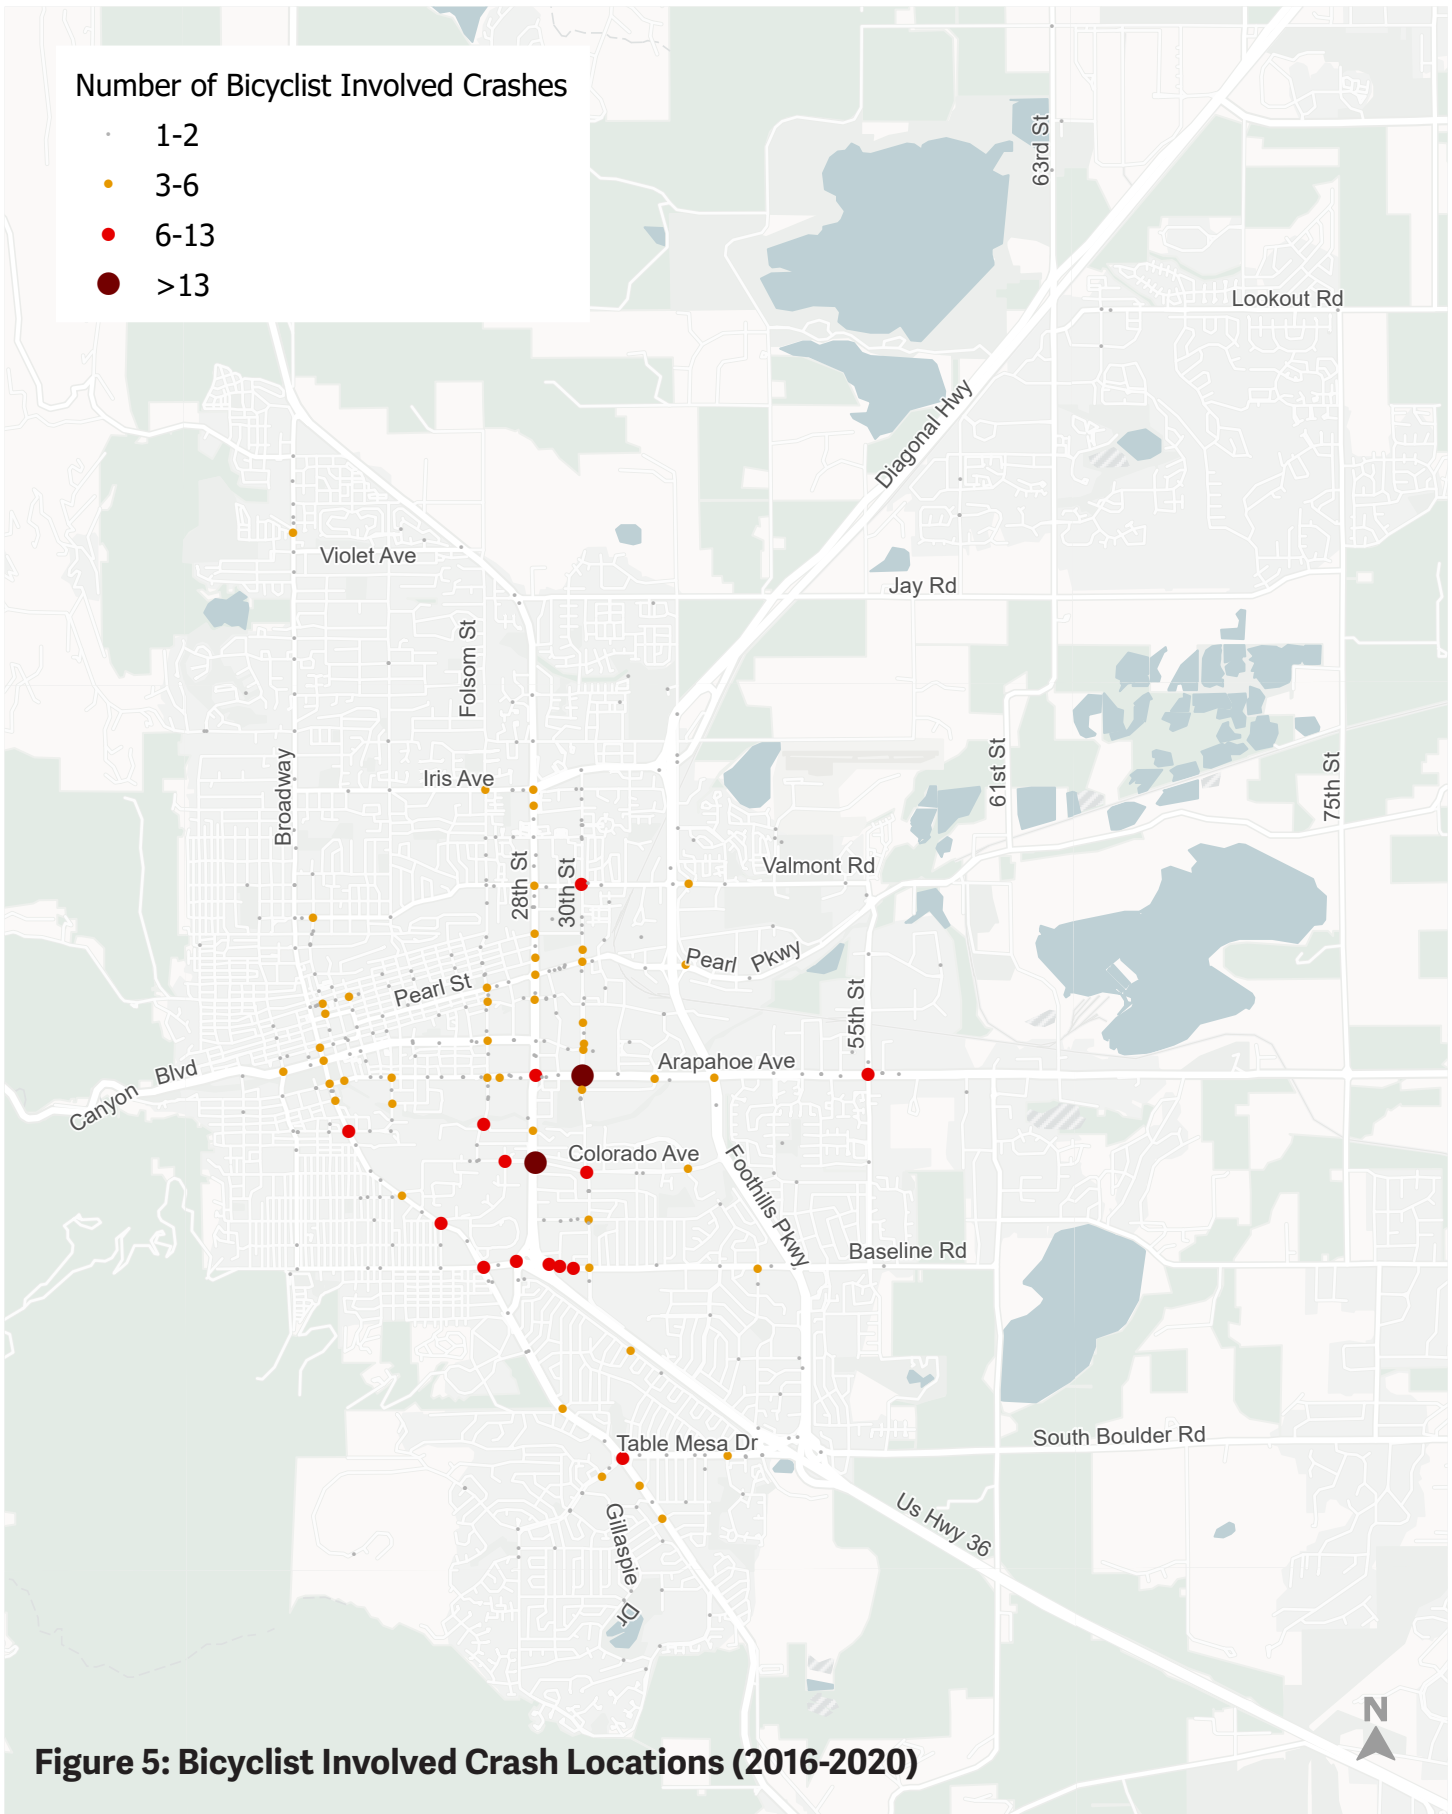 Number of Bicyclist Involved Crashes
1-2
3-6
6-13
>13
63rd St
Lookout Rd
Diagonal Hwy
Violet Ave
Jay Rd
Folsom St
Broadway
Iris Ave
61st St
75th St
28th St
30th St
Valmont Rd
Pearl Pkwy
Pearl St
55th St
Arapahoe Ave
Canyon Blvd
Colorado Ave
Foothills Pkwy
Baseline Rd
Table Mesa Dr
South Boulder Rd
Us Hwy 36
Gillaspie Dr
N
Figure 5: Bicyclist Involved Crash Locations (2016-2020)